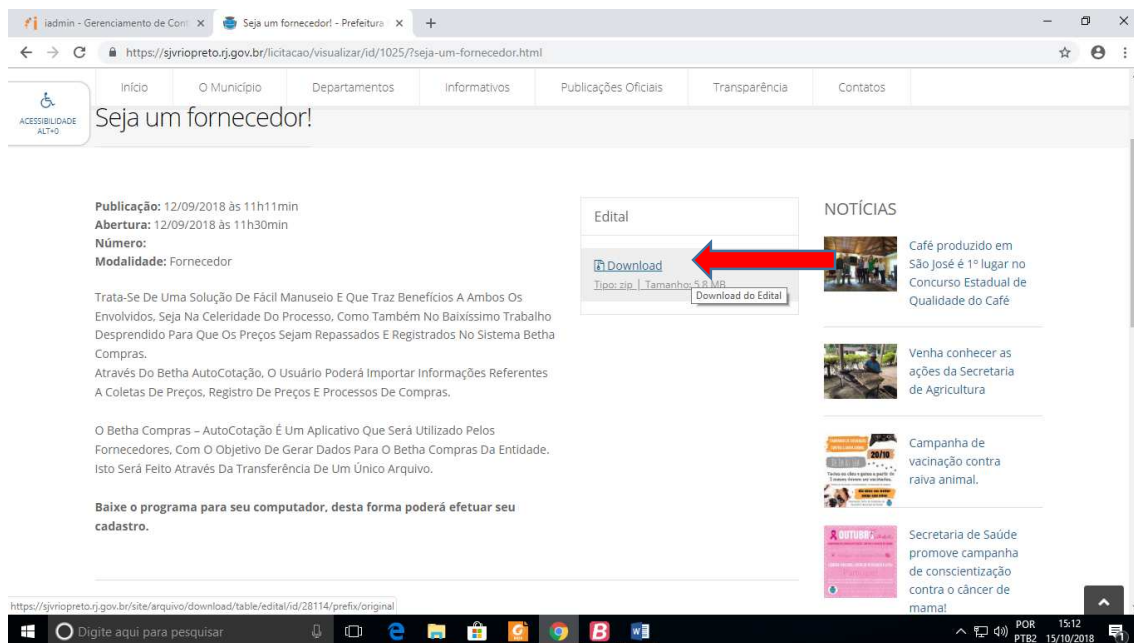 iadmin - Gerenciamento de Cont
Seja um fornecedor! - Prefeitura
https://sjvriopreto.rj.gov.br/licitacao/visualizar/id/1025/?seja-um-fornecedor.html
Início O Município Departamentos Informativos Publicações Oficiais Transparência Contatos
ACESSIBILIDADE
ALT+0
Seja um fornecedor!
Publicação: 12/09/2018 às 11h11min
Abertura: 12/09/2018 às 11h30min
Número:
Modalidade: Fornecedor
Trata-Se De Uma Solução De Fácil Manuseio E Que Traz Benefícios A Ambos Os
Envolvidos, Seja Na Celeridade Do Processo, Como Também No Baixíssimo Trabalho
Desprendido Para Que Os Preços Sejam Repassados E Registrados No Sistema Betha
Compras.
Através Do Betha AutoCotação, O Usuário Poderá Importar Informações Referentes
A Coletas De Preços, Registro De Preços E Processos De Compras.
O Betha Compras – AutoCotação É Um Aplicativo Que Será Utilizado Pelos
Fornecedores, Com O Objetivo De Gerar Dados Para O Betha Compras Da Entidade.
Isto Será Feito Através Da Transferência De Um Único Arquivo.
Baixe o programa para seu computador, desta forma poderá efetuar seu
cadastro.
Edital
Download
Tipo: zip | Tamanho: 5.8 MB
Download do Edital
NOTÍCIAS
Café produzido em
São José é 1º lugar no
Concurso Estadual de
Qualidade do Café
Venha conhecer as
ações da Secretaria
de Agricultura
20/10
Campanha de
vacinação contra
raiva animal.
OUTUBRO
Secretaria de Saúde
promove campanha
de conscientização
contra o câncer de
mama!
https://sjvriopreto.rj.gov.br/site/arquivo/download/table/edital/id/28114/prefix/original
Digite aqui para pesquisar
POR
PTB2
15:12
15/10/2018